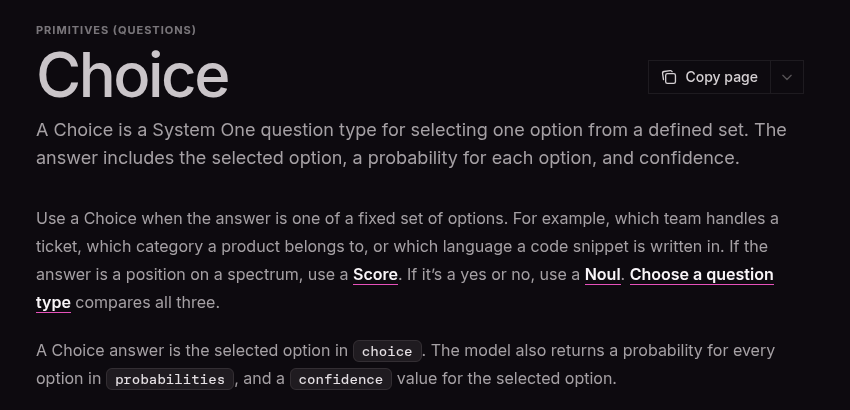 PRIMITIVES (QUESTIONS)
Choice
Copy page
A Choice is a System One question type for selecting one option from a defined set. The
answer includes the selected option, a probability for each option, and confidence.
Use a Choice when the answer is one of a fixed set of options. For example, which team handles a
ticket, which category a product belongs to, or which language a code snippet is written in. If the
answer is a position on a spectrum, use a Score. If it’s a yes or no, use a Noul. Choose a question
type compares all three.
A Choice answer is the selected option in choice. The model also returns a probability for every
option in probabilities, and a confidence value for the selected option.